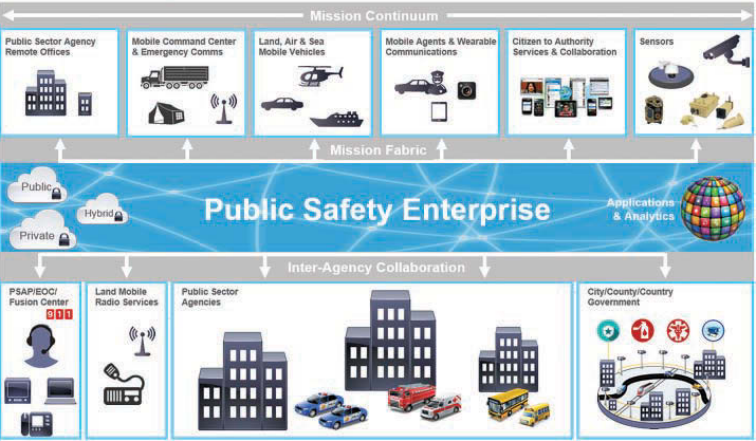 Mission Continuum
Public Sector Agency
Remote Offices
Mobile Command Center
& Emergency Comms
Land, Air & Sea
Mobile Vehicles
Mobile Agents & Wearable
Communications
Citizen to Authority
Services & Collaboration
Sensors
Mission Fabric
Public
Hybrid
Private
Public Safety Enterprise
Applications
& Analytics
Inter-Agency Collaboration
PSAP/EOC/
Fusion Center
911
Land Mobile
Radio Services
Public Sector
Agencies
City/County/Country
Government